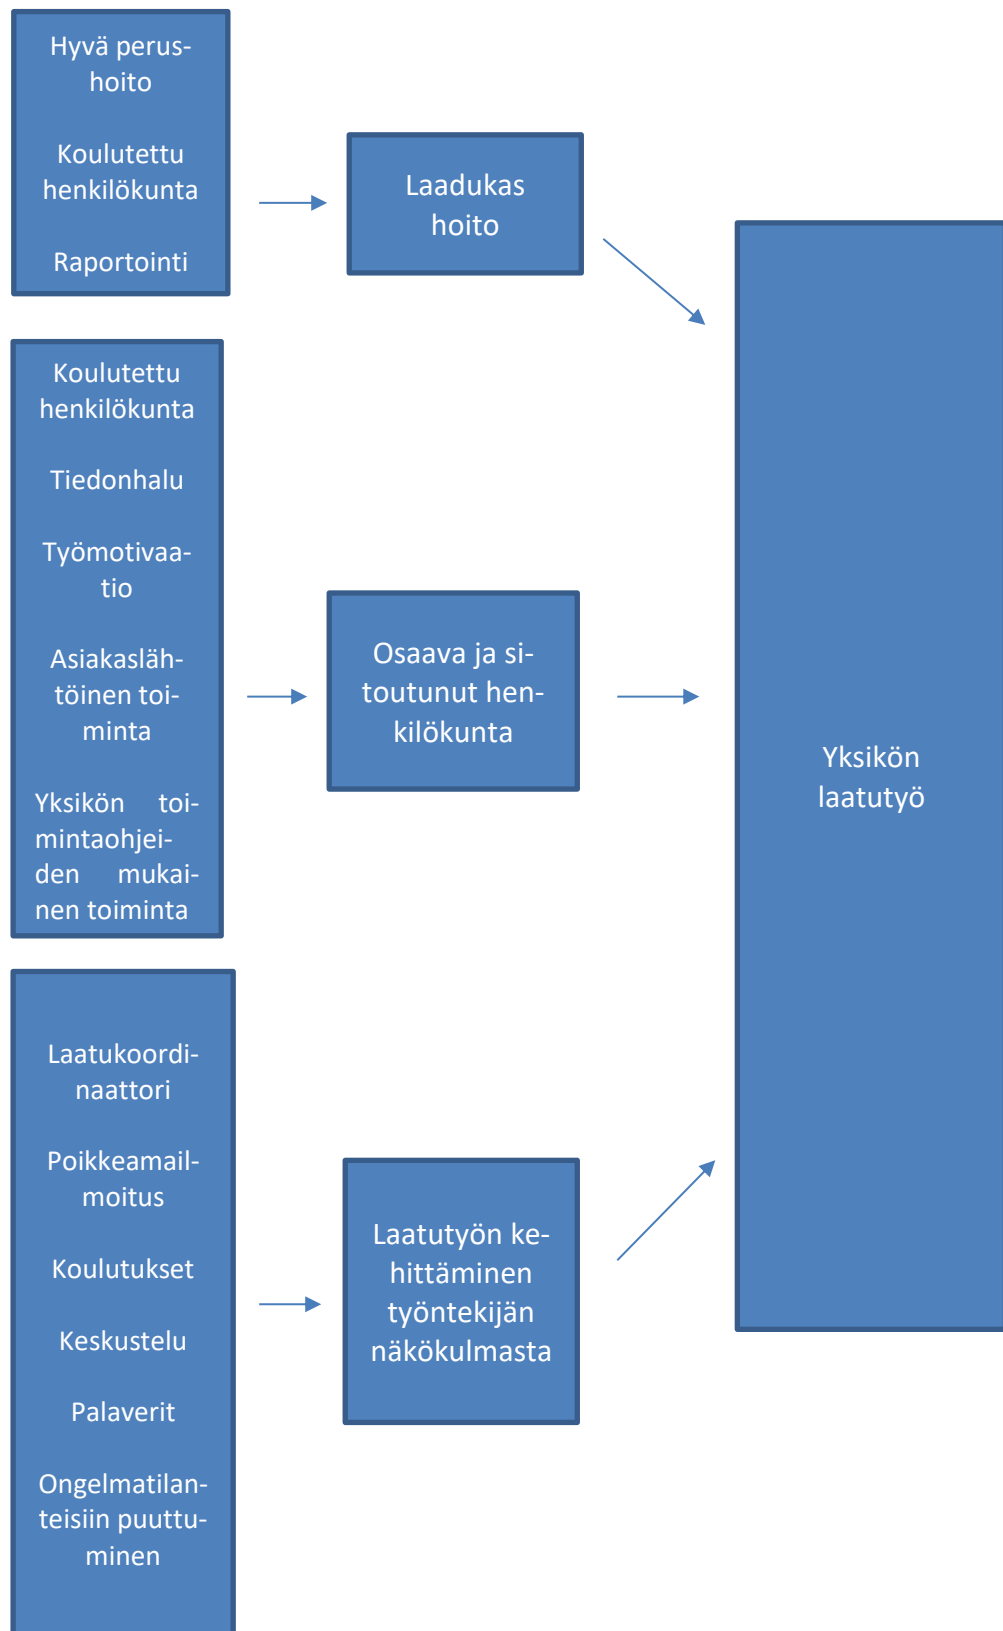 Hyvä perus-
hoito
Koulutettu
henkilökunta
Raportointi
Laadukas
hoito
Koulutettu
henkilökunta
Tiedonhalu
Työmotivaa-
tio
Asiakasläh-
töinen toi-
minta
Yksikön toi-
mintaohjei-
den mukai-
nen toiminta
Osaava ja si-
toutunut hen-
kilökunta
Laatukoordi-
naattori
Poikkeamail-
moitus
Koulutukset
Keskustelu
Palaverit
Ongelmatilan-
teisiin puuttu-
minen
Laatutyön ke-
hittäminen
työntekijän
näkökulmasta
Yksikön
laatutyö